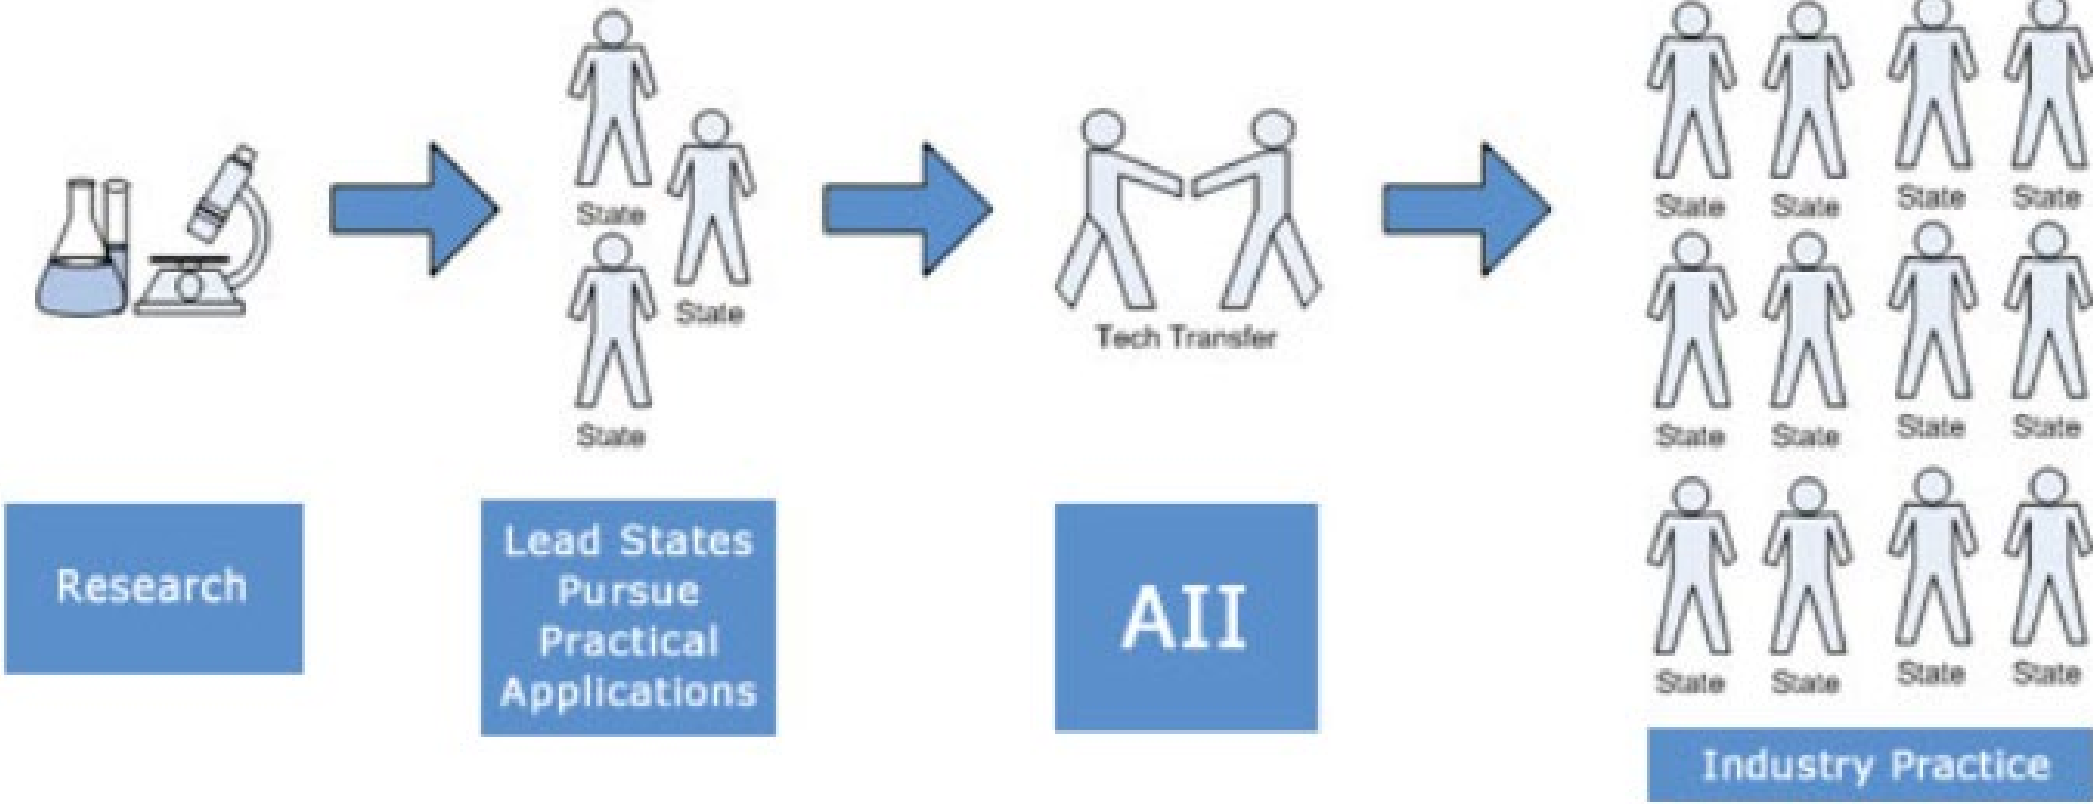 State
State
State
Tech Transfer
State State State State
State State State State
State State State State
Research
Lead States
Pursue
Practical
Applications
AII
Industry Practice